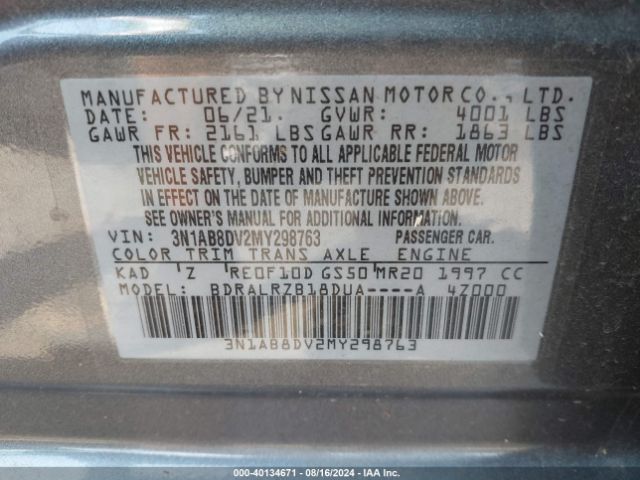 MANUFACTURED BY NISSAN MOTOR CO., LTD.
DATE: 06/21. GVWR: 4001 LBS
GAWR FR: 2161 LBS GAWR RR: 1863 LBS
THIS VEHICLE CONFORMS TO ALL APPLICABLE FEDERAL MOTOR
VEHICLE SAFETY, BUMPER AND THEFT PREVENTION STANDARDS
IN EFFECT ON THE DATE OF MANUFACTURE SHOWN ABOVE.
SEE OWNER'S MANUAL FOR ADDITIONAL INFORMATION.
VIN: 3N1AB8DV2MY298763 PASSENGER CAR.
COLOR TRIM TRANS AXLE ENGINE
KAD Z RE0F10D GS50 MR20 1997 CC
MODEL: BDRALRZB18DUA----A 4Z000
3N1AB8DV2MY298763
000-40134671 - 08/16/2024 - IAA Inc.